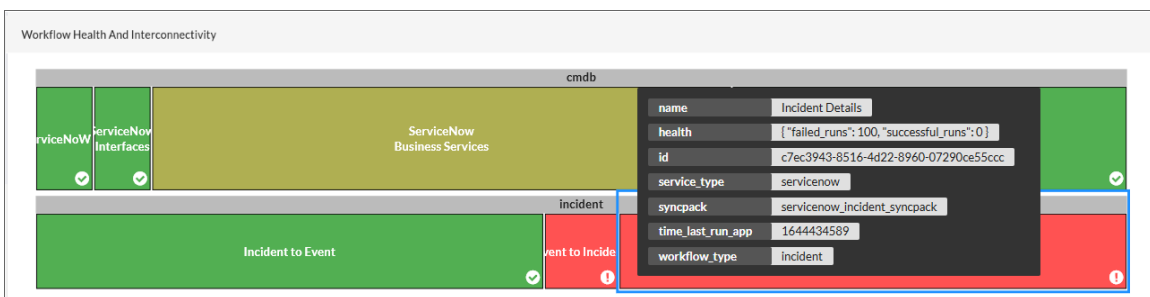 Workflow Health And Interconnectivity
cmdb
rviceNoW
ServiceNov
Interfaces
ServiceNow
Business Services
name Incident Details
health { "failed_runs": 100, "successful_runs": 0 }
id c7ec3943-8516-4d22-8960-07290ce55ccc
service_type servicenow
syncpack servicenow_incident_syncpack
time_last_run_app 1644434589
workflow_type incident
incident
Incident to Event
vent to Incide